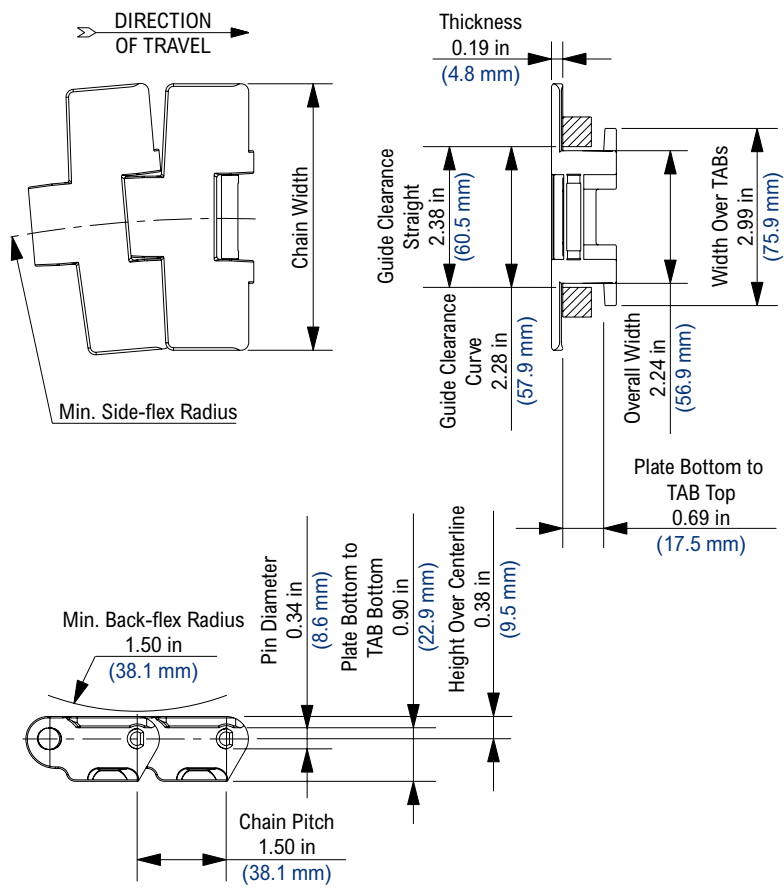 DIRECTION
OF TRAVEL
Chain Width
Min. Side-flex Radius
Thickness
0.19 in
(4.8 mm)
Guide Clearance
Straight
2.38 in
(60.5 mm)
Guide Clearance
Curve
2.28 in
(57.9 mm)
Width Over TABs
2.99 in
(75.9 mm)
Overall Width
2.24 in
(56.9 mm)
Plate Bottom to
TAB Top
0.69 in
(17.5 mm)
Min. Back-flex Radius
1.50 in
(38.1 mm)
Pin Diameter
0.34 in
(8.6 mm)
Plate Bottom to
TAB Bottom
0.90 in
(22.9 mm)
Height Over Centerline
0.38 in
(9.5 mm)
Chain Pitch
1.50 in
(38.1 mm)